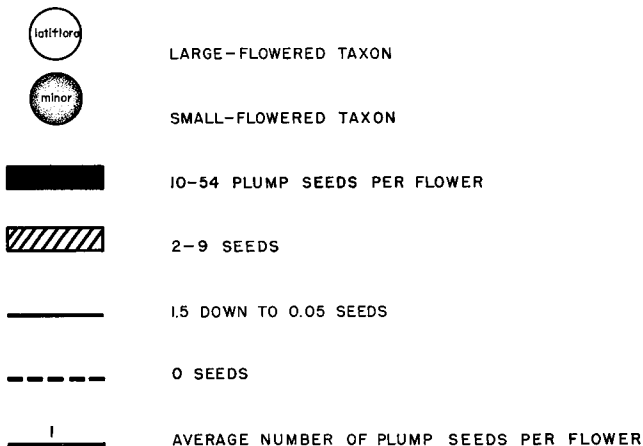 latiflora
LARGE-FLOWERED TAXON
minor
SMALL-FLOWERED TAXON
10-54 PLUMP SEEDS PER FLOWER
2-9 SEEDS
1.5 DOWN TO 0.05 SEEDS
0 SEEDS
1
AVERAGE NUMBER OF PLUMP SEEDS PER FLOWER